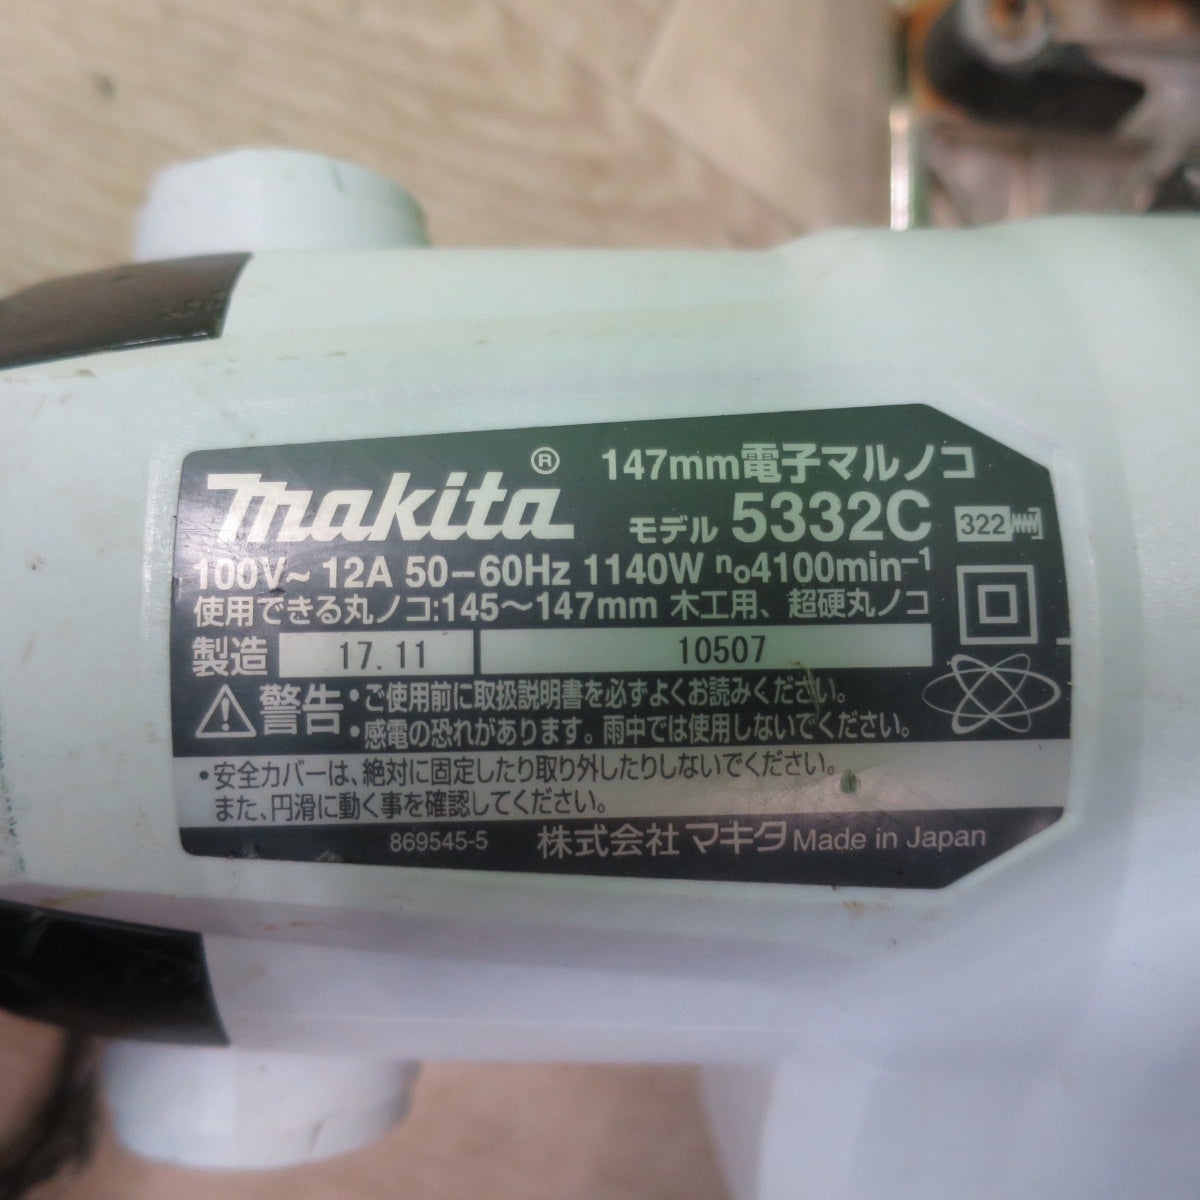 makita® 147mm電子マルノコ
モデル 5332C 322
100V～ 12A 50–60Hz 1140W n₀4100min⁻¹
使用できる丸ノコ:145～147mm 木工用、超硬丸ノコ
製造 17.11 10507
警告 •ご使用前に取扱説明書を必ずよくお読みください。
•感電の恐れがあります。雨中では使用しないでください。
•安全カバーは、絶対に固定したり取り外したりしないでください。
また、円滑に動く事を確認してください。
869545-5 株式会社マキタ Made in Japan